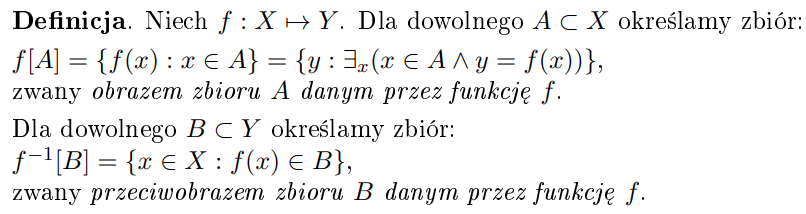 Definicja. Niech f : X ↦ Y. Dla dowolnego A ⊂ X określamy zbiór:
f[A] = {f(x) : x ∈ A} = {y : ∃ₓ(x ∈ A ∧ y = f(x))},
zwany obrazem zbioru A danym przez funkcję f.
Dla dowolnego B ⊂ Y określamy zbiór:
f⁻¹[B] = {x ∈ X : f(x) ∈ B},
zwany przeciwobrazem zbioru B danym przez funkcję f.